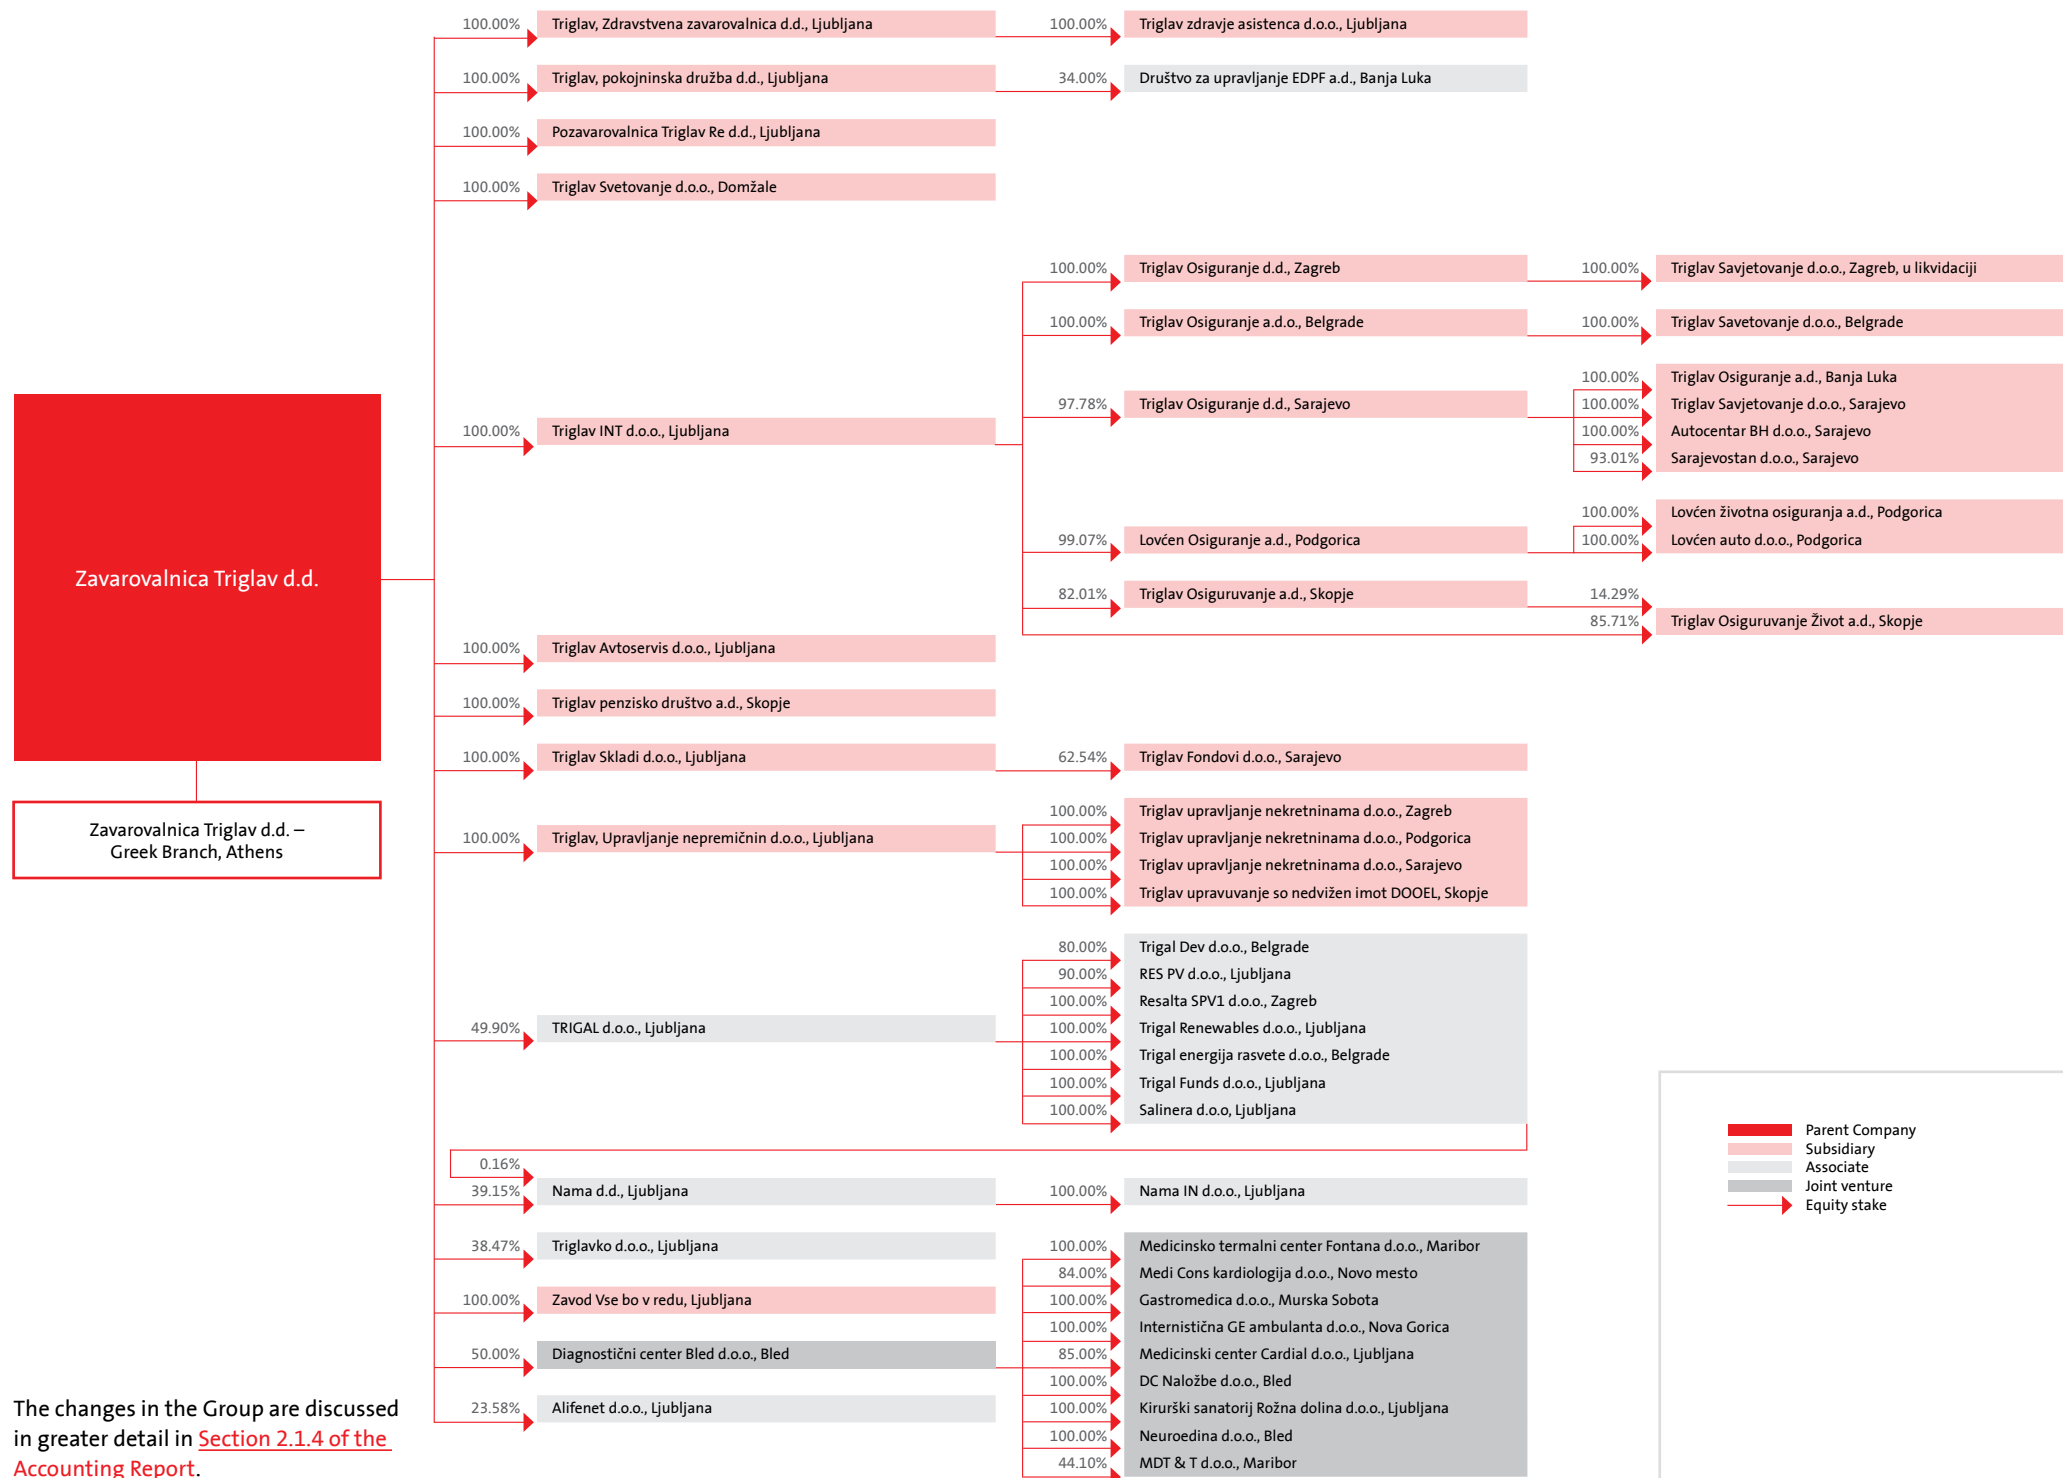 100.00% Triglav, Zdravstvena zavarovalnica d.d., Ljubljana 100.00% Triglav zdravje asistenca d.o.o., Ljubljana
100.00% Triglav, pokojninska družba d.d., Ljubljana 34.00% Društvo za upravljanje EDPF a.d., Banja Luka
100.00% Pozavarovalnica Triglav Re d.d., Ljubljana
100.00% Triglav Svetovanje d.o.o., Domžale
100.00% Triglav Osiguranje d.d., Zagreb 100.00% Triglav Savjetovanje d.o.o., Zagreb, u likvidaciji
100.00% Triglav Osiguranje a.d.o., Belgrade 100.00% Triglav Savetovanje d.o.o., Belgrade
100.00% Triglav Osiguranje a.d., Banja Luka
97.78% Triglav Osiguranje d.d., Sarajevo 100.00% Triglav Savjetovanje d.o.o., Sarajevo
100.00% Triglav INT d.o.o., Ljubljana 100.00% Autocentar BH d.o.o., Sarajevo
93.01% Sarajevostan d.o.o., Sarajevo
100.00% Lovćen životna osiguranja a.d., Podgorica
99.07% Lovćen Osiguranje a.d., Podgorica 100.00% Lovćen auto d.o.o., Podgorica
Zavarovalnica Triglav d.d.
82.01% Triglav Osiguruvanje a.d., Skopje 14.29%
85.71% Triglav Osiguruvanje Život a.d., Skopje
100.00% Triglav Avtoservis d.o.o., Ljubljana
100.00% Triglav penzisko društvo a.d., Skopje
100.00% Triglav Skladi d.o.o., Ljubljana 62.54% Triglav Fondovi d.o.o., Sarajevo
Zavarovalnica Triglav d.d. –
Greek Branch, Athens
100.00% Triglav upravljanje nekretninama d.o.o., Zagreb
100.00% Triglav, Upravljanje nepremičnin d.o.o., Ljubljana 100.00% Triglav upravljanje nekretninama d.o.o., Podgorica
100.00% Triglav upravljanje nekretninama d.o.o., Sarajevo
100.00% Triglav upravuvanje so nedvižen imot DOOEL, Skopje
80.00% Trigal Dev d.o.o., Belgrade
90.00% RES PV d.o.o., Ljubljana
100.00% Resalta SPV1 d.o.o., Zagreb
49.90% TRIGAL d.o.o., Ljubljana 100.00% Trigal Renewables d.o.o., Ljubljana
100.00% Trigal energija rasvete d.o.o., Belgrade
100.00% Trigal Funds d.o.o., Ljubljana
100.00% Salinera d.o.o, Ljubljana
0.16%
39.15% Nama d.d., Ljubljana 100.00% Nama IN d.o.o., Ljubljana
38.47% Triglavko d.o.o., Ljubljana 100.00% Medicinsko termalni center Fontana d.o.o., Maribor
84.00% Medi Cons kardiologija d.o.o., Novo mesto
100.00% Zavod Vse bo v redu, Ljubljana 100.00% Gastromedica d.o.o., Murska Sobota
100.00% Internistična GE ambulanta d.o.o., Nova Gorica
50.00% Diagnostični center Bled d.o.o., Bled 85.00% Medicinski center Cardial d.o.o., Ljubljana
100.00% DC Naložbe d.o.o., Bled
23.58% Alifenet d.o.o., Ljubljana 100.00% Kirurški sanatorij Rožna dolina d.o.o., Ljubljana
100.00% Neuroedina d.o.o., Bled
44.10% MDT & T d.o.o., Maribor
Parent Company
Subsidiary
Associate
Joint venture
Equity stake
The changes in the Group are discussed
in greater detail in Section 2.1.4 of the
Accounting Report.